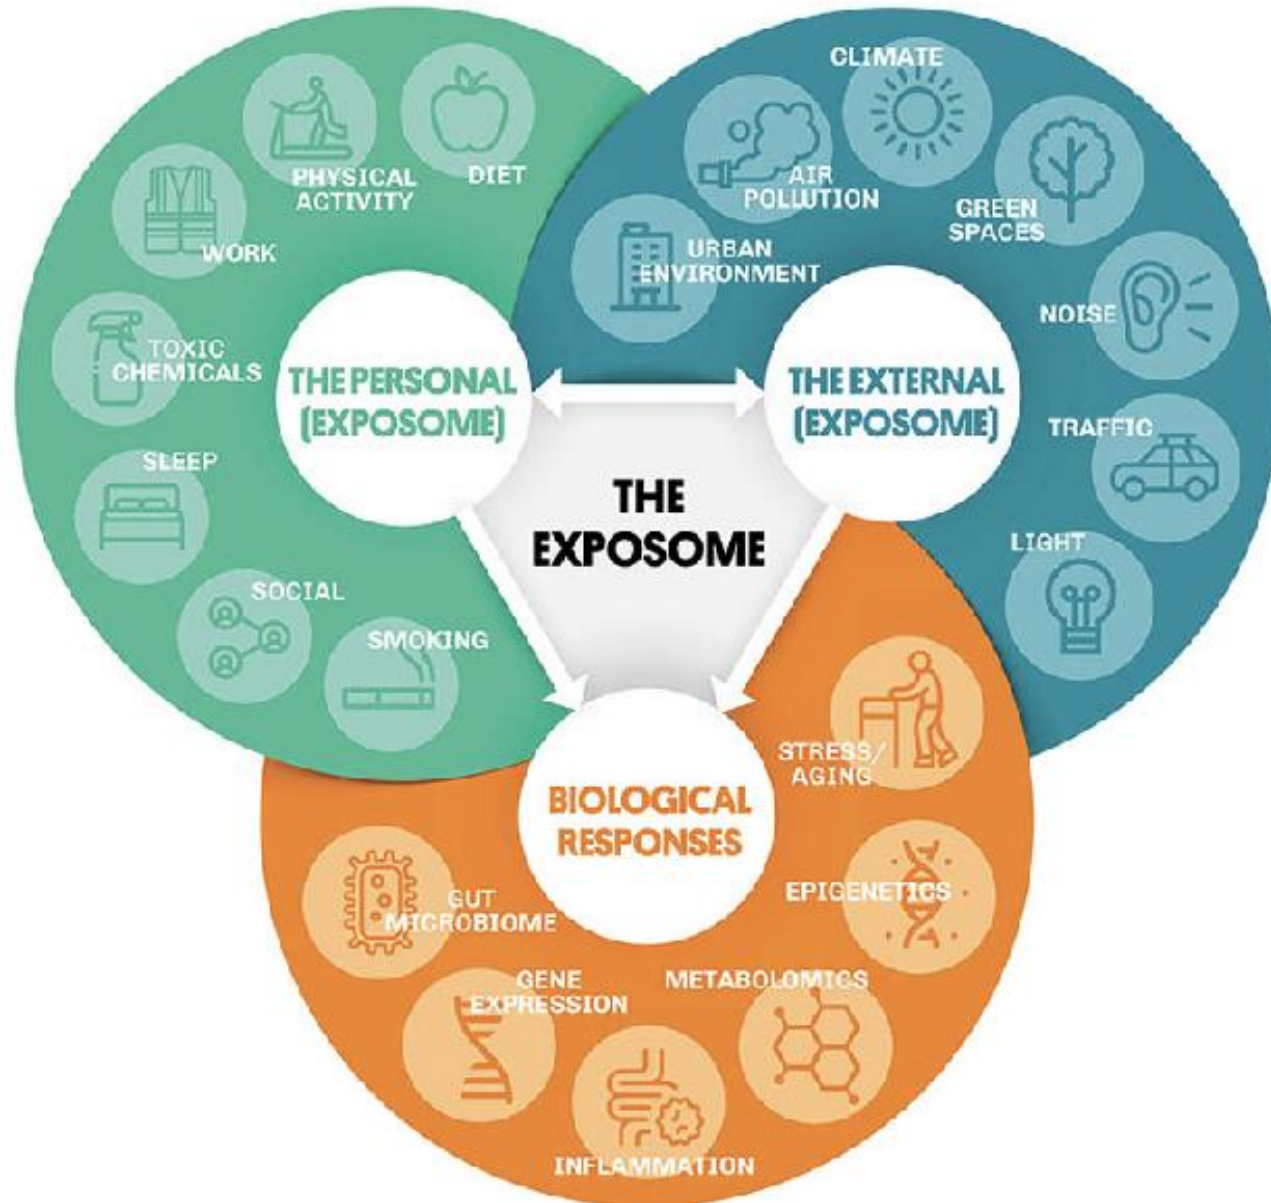 CLIMATE
PHYSICAL
ACTIVITY
DIET
AIR
POLLUTION
GREEN
SPACES
WORK
URBAN
ENVIRONMENT
NOISE
TOXIC
CHEMICALS
THE PERSONAL
(EXPOSOME)
THE EXTERNAL
(EXPOSOME)
TRAFFIC
SLEEP
THE
EXPOSOME
LIGHT
SOCIAL
SMOKING
STRESS/
AGING
BIOLOGICAL
RESPONSES
GUT
MICROBIOME
EPIGENETICS
GENE
EXPRESSION
METABOLOMICS
INFLAMMATION